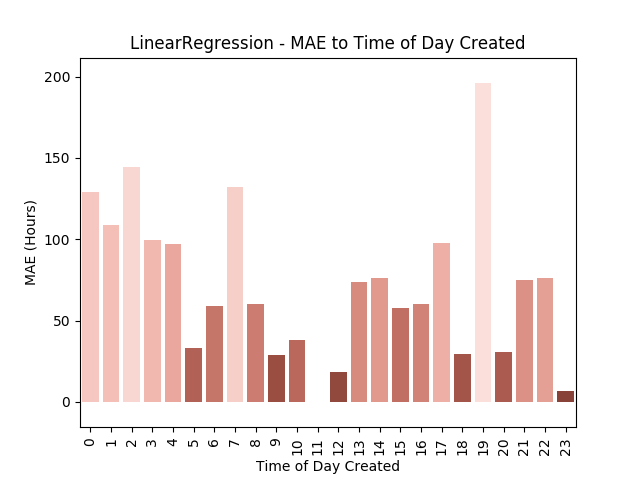 LinearRegression - MAE to Time of Day Created
200
150
100
50
0
MAE (Hours)
0 1 2 3 4 5 6 7 8 9 10 11 12 13 14 15 16 17 18 19 20 21 22 23
Time of Day Created